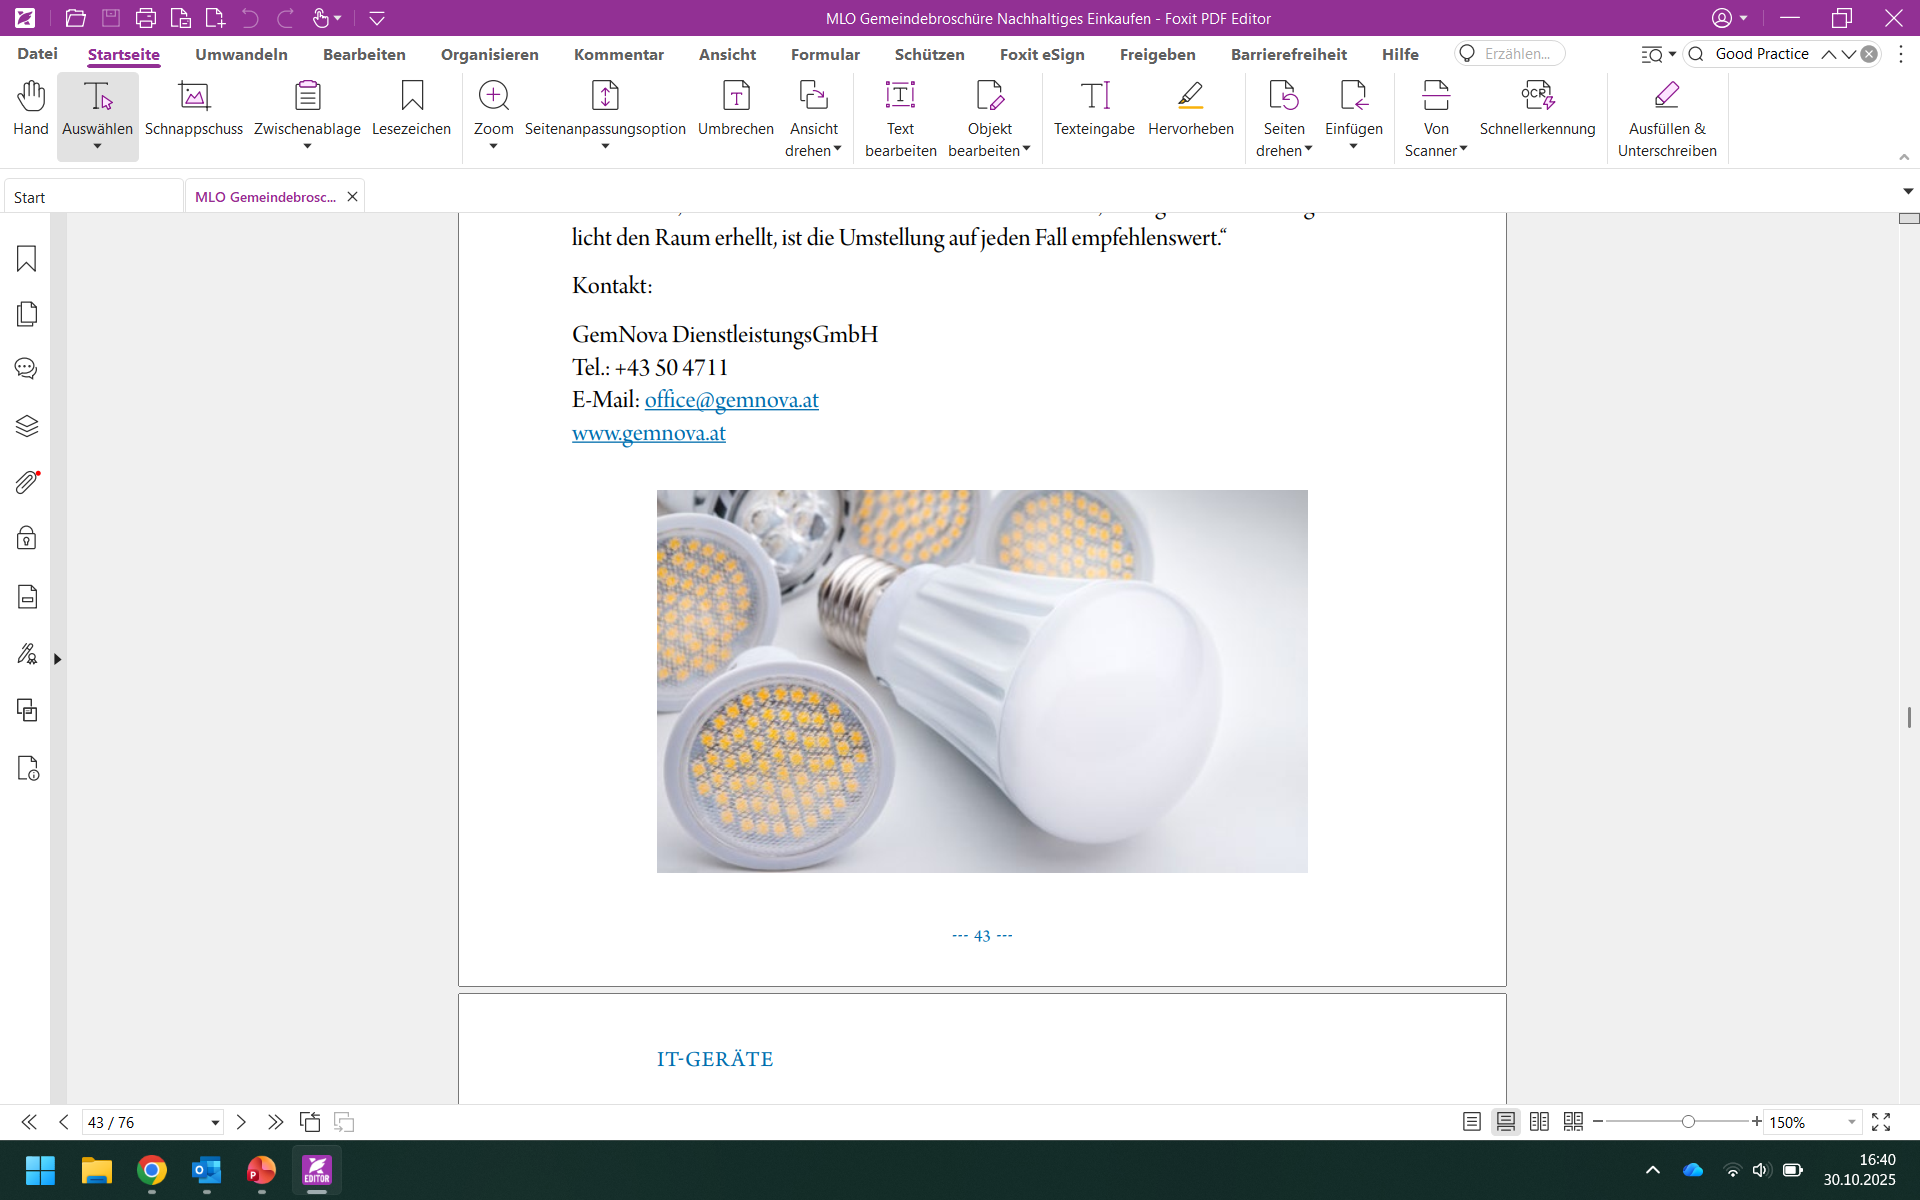 MLO Gemeindebroschüre Nachhaltiges Einkaufen - Foxit PDF Editor
Datei Startseite Umwandeln Bearbeiten Organisieren Kommentar Ansicht Formular Schützen Foxit eSign Freigeben Barrierefreiheit Hilfe Erzählen... Good Practice
Hand Auswählen Schnappschuss Zwischenablage Lesezeichen Zoom Seitenanpassungsoption Umbrechen Ansicht drehen Text bearbeiten Objekt bearbeiten Texteingabe Hervorheben Seiten drehen Einfügen Von Scanner OCR Schnellerkennung Ausfüllen & Unterschreiben
Start MLO Gemeindebrosc...
licht den Raum erhellt, ist die Umstellung auf jeden Fall empfehlenswert.“
Kontakt:
GemNova DienstleistungsGmbH
Tel.: +43 50 4711
E-Mail: office@gemnova.at
www.gemnova.at
--- 43 ---
IT-GERÄTE
43 / 76 150%
EDITOR
16:40
30.10.2025